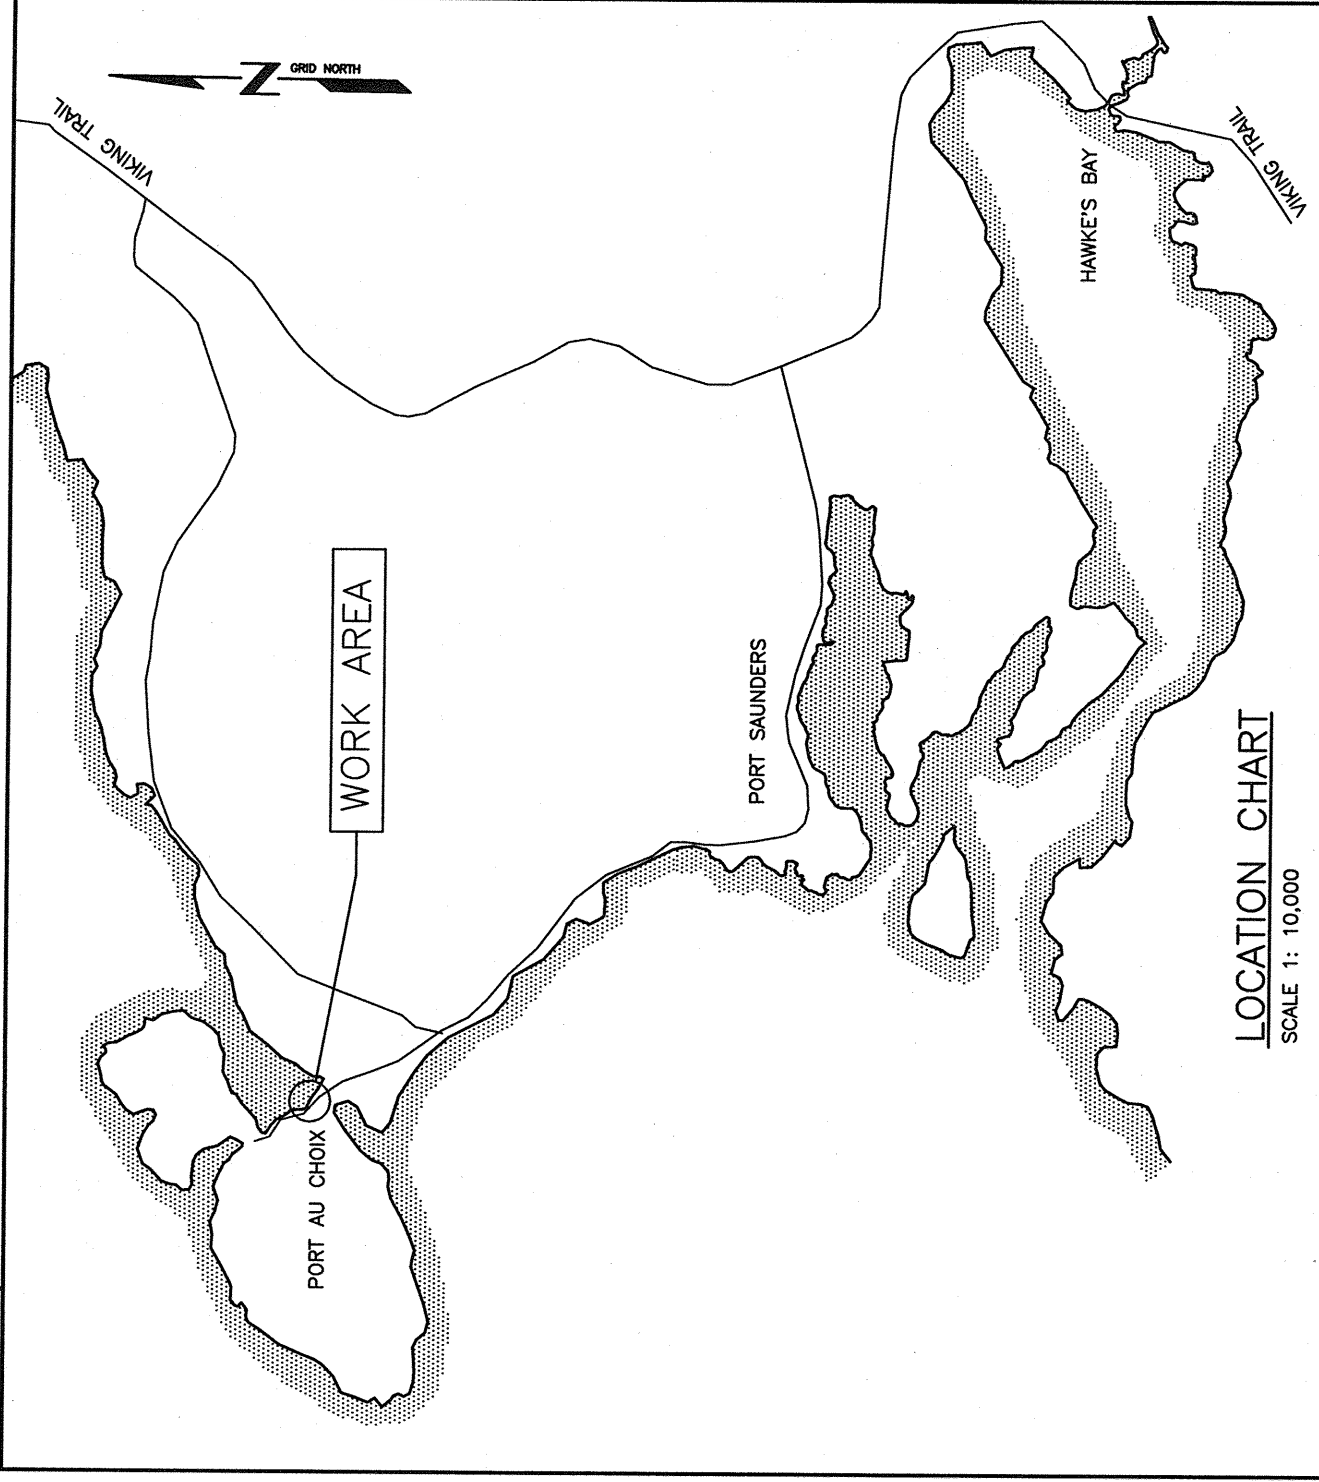 GRID NORTH
N
VIKING TRAIL
WORK AREA
PORT AU CHOIX
PORT SAUNDERS
HAWKE'S BAY
VIKING TRAIL
LOCATION CHART
SCALE 1: 10,000